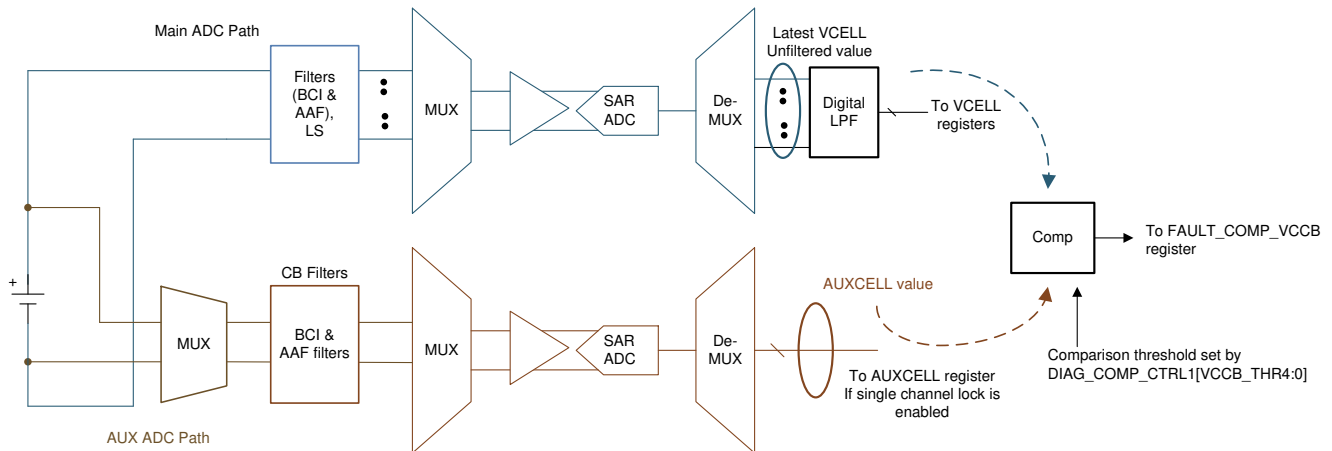 Main ADC Path
Filters
(BCI &
AAF),
LS
MUX
SAR
ADC
De-
MUX
Latest VCELL
Unfiltered value
Digital
LPF
To VCELL
registers
Comp
To FAULT_COMP_VCCB
register
Comparison threshold set by
DIAG_COMP_CTRL1[VCCB_THR4:0]
+
AUX ADC Path
MUX
CB Filters
BCI &
AAF filters
MUX
SAR
ADC
De-
MUX
AUXCELL value
To AUXCELL register
If single channel lock is
enabled